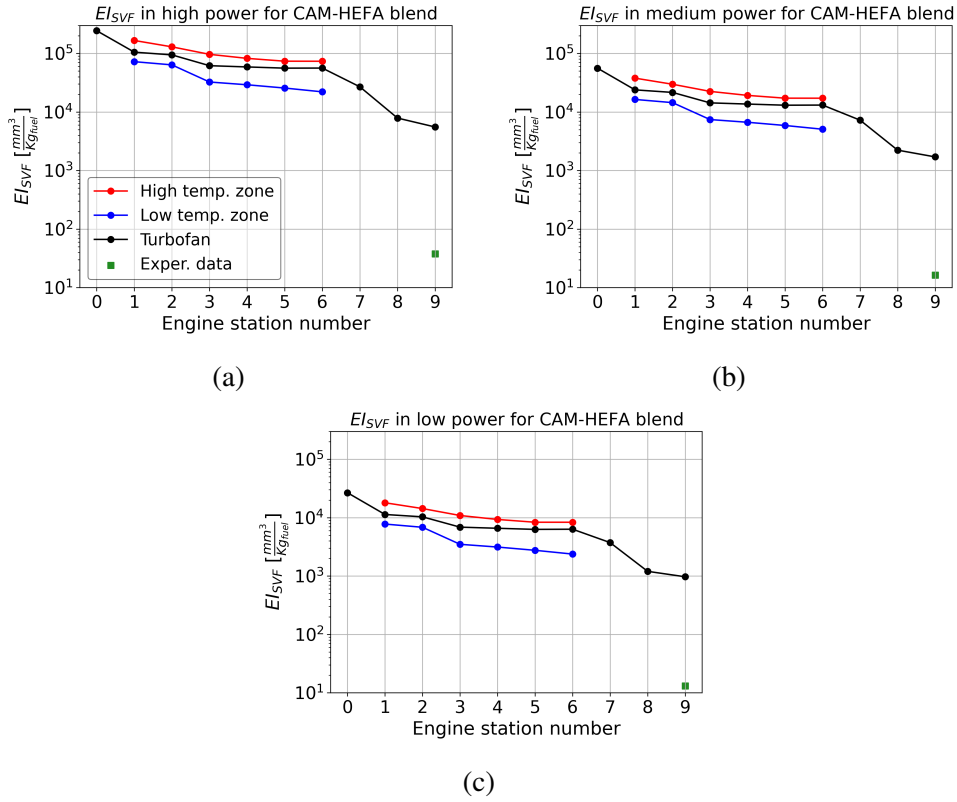 EI_SVF in high power for CAM-HEFA blend
EI_SVF [mm^3/Kg_fuel]
10^5
10^4
10^3
10^2
10^1
High temp. zone
Low temp. zone
Turbofan
Exper. data
0 1 2 3 4 5 6 7 8 9
Engine station number
(a)
EI_SVF in medium power for CAM-HEFA blend
EI_SVF [mm^3/Kg_fuel]
10^5
10^4
10^3
10^2
10^1
0 1 2 3 4 5 6 7 8 9
Engine station number
(b)
EI_SVF in low power for CAM-HEFA blend
EI_SVF [mm^3/Kg_fuel]
10^5
10^4
10^3
10^2
10^1
0 1 2 3 4 5 6 7 8 9
Engine station number
(c)